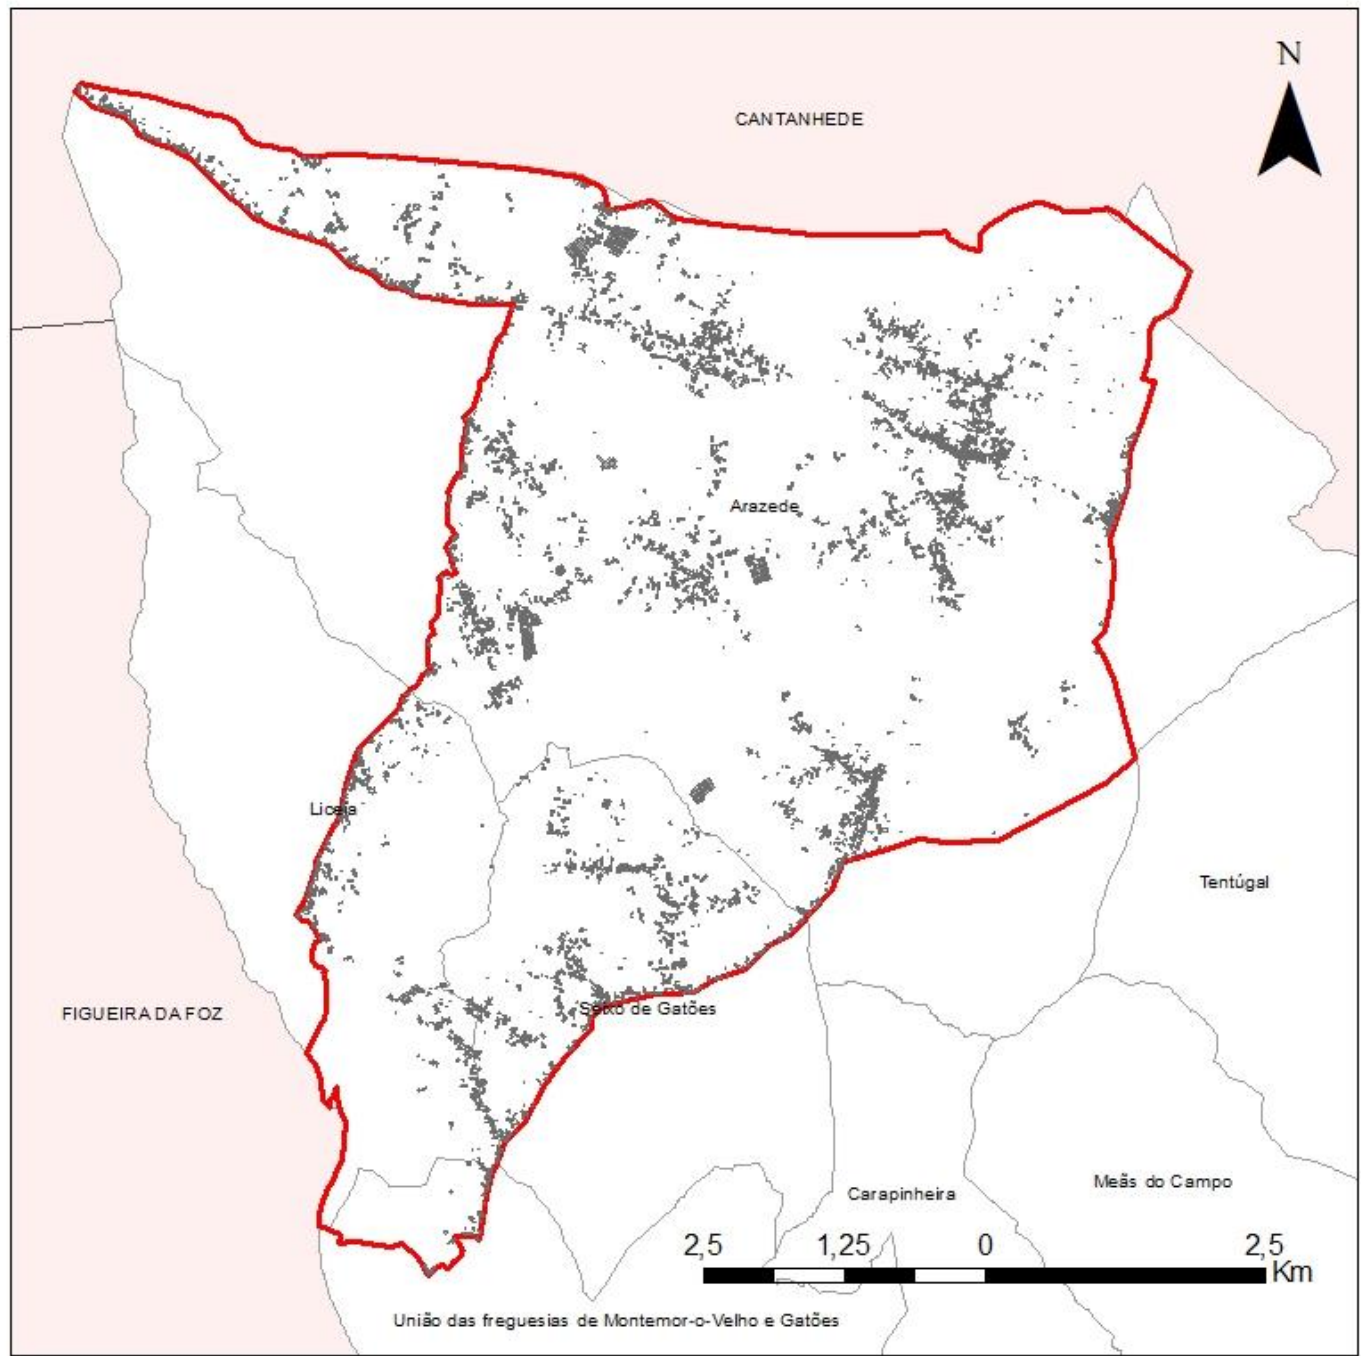 N
CANTANHEDE
Arazede
Liceia
Tentúgal
FIGUEIRA DA FOZ
Seixo de Gatões
Meãs do Campo
Carapinheira
2,5 1,25 0 2,5
Km
União das freguesias de Montemor-o-Velho e Gatões